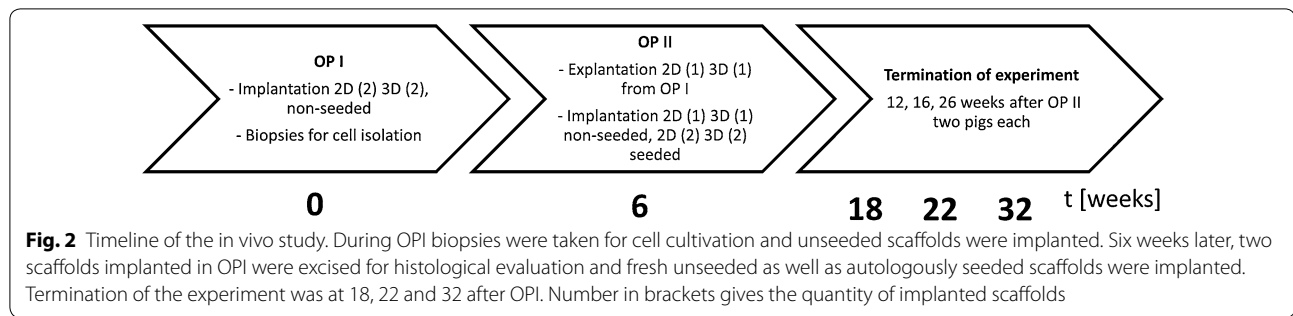 OP I
- Implantation 2D (2) 3D (2),
non-seeded
- Biopsies for cell isolation
OP II
- Explantation 2D (1) 3D (1)
from OP I
- Implantation 2D (1) 3D (1)
non-seeded, 2D (2) 3D (2)
seeded
Termination of experiment
12, 16, 26 weeks after OP II
two pigs each
0
6
18 22 32 t [weeks]
Fig. 2 Timeline of the in vivo study. During OPI biopsies were taken for cell cultivation and unseeded scaffolds were implanted. Six weeks later, two
scaffolds implanted in OPI were excised for histological evaluation and fresh unseeded as well as autologously seeded scaffolds were implanted.
Termination of the experiment was at 18, 22 and 32 after OPI. Number in brackets gives the quantity of implanted scaffolds